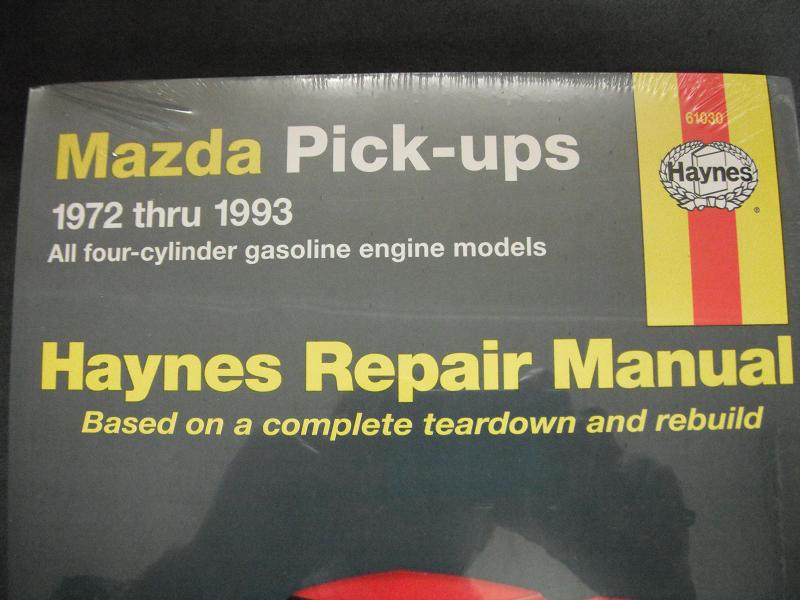 Mazda Pick-ups
61030
Haynes
®
1972 thru 1993
All four-cylinder gasoline engine models
Haynes Repair Manual
Based on a complete teardown and rebuild